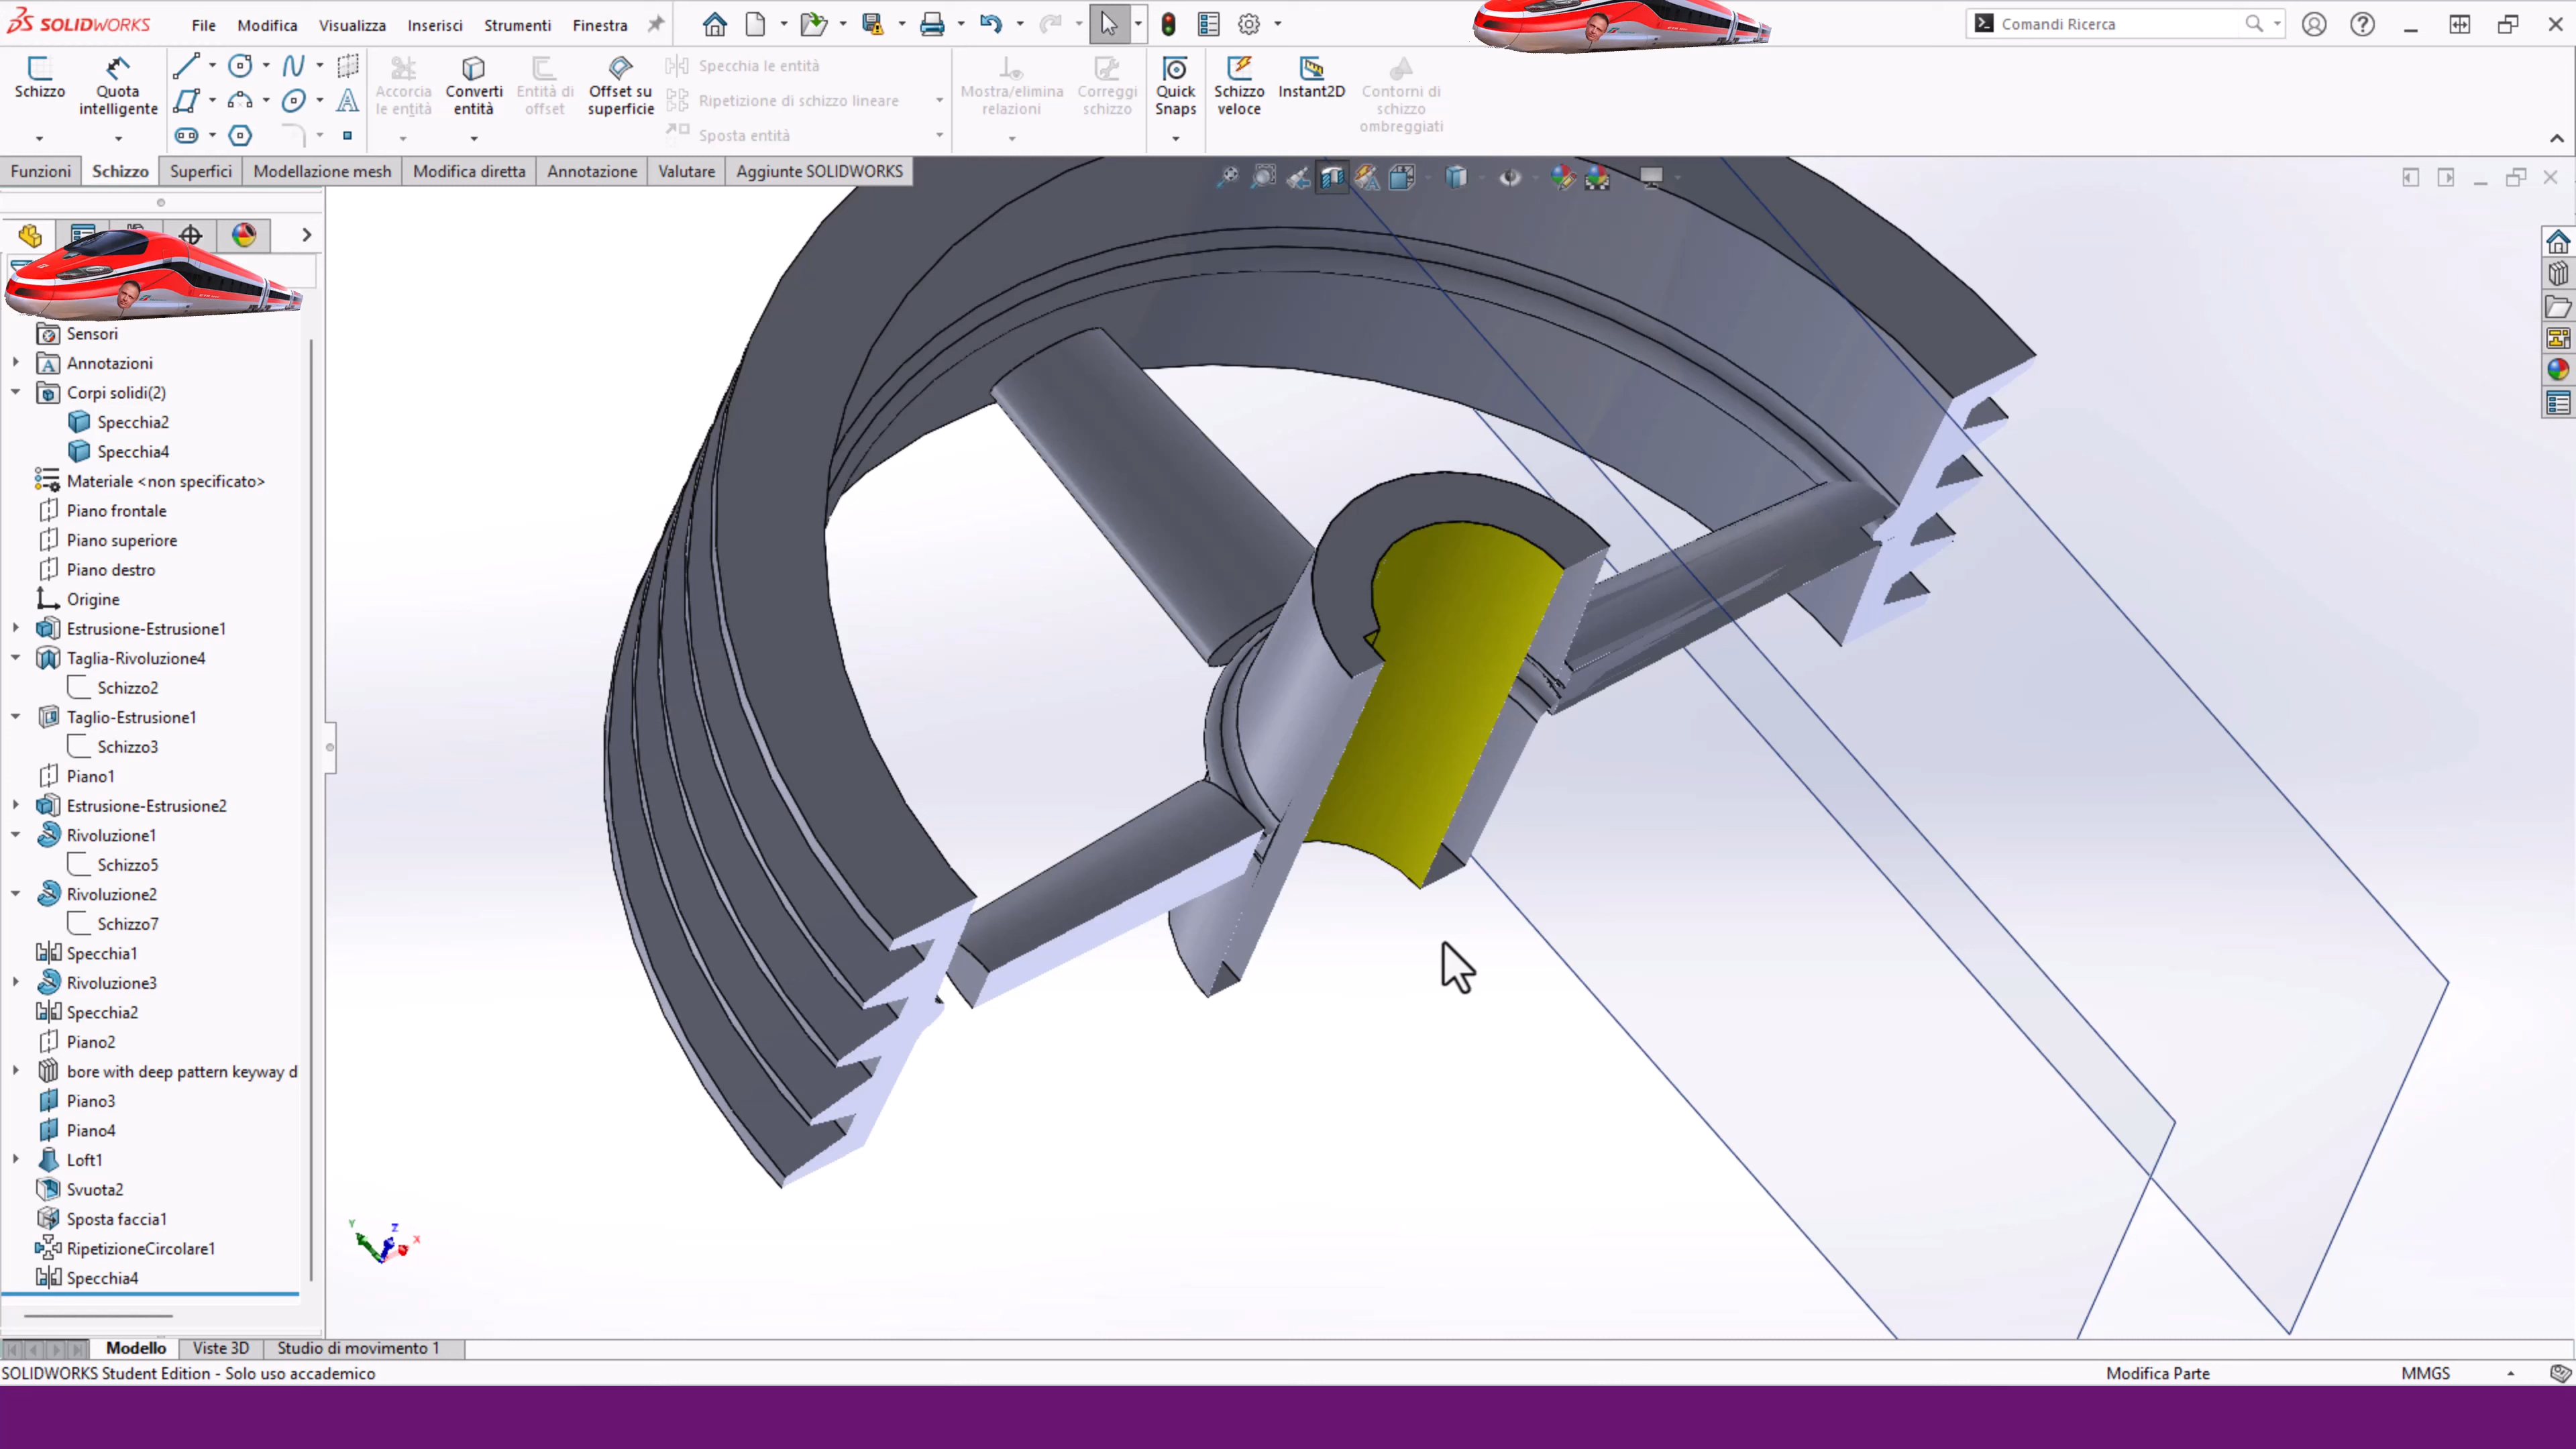 SOLIDWORKS
File Modifica Visualizza Inserisci Strumenti Finestra
Comandi Ricerca
Schizzo
Quota intelligente
Accorcia le entità
Converti entità
Entità di offset
Offset su superficie
Specchia le entità
Ripetizione di schizzo lineare
Sposta entità
Mostra/elimina relazioni
Correggi schizzo
Quick Snaps
Schizzo veloce
Instant2D
Contorni di schizzo ombreggiati
Funzioni Schizzo Superfici Modellazione mesh Modifica diretta Annotazione Valutare Aggiunte SOLIDWORKS
Sensori
Annotazioni
Corpi solidi(2)
Specchia2
Specchia4
Materiale <non specificato>
Piano frontale
Piano superiore
Piano destro
Origine
Estrusione-Estrusione1
Taglia-Rivoluzione4
Schizzo2
Taglio-Estrusione1
Schizzo3
Piano1
Estrusione-Estrusione2
Rivoluzione1
Schizzo5
Rivoluzione2
Schizzo7
Specchia1
Rivoluzione3
Specchia2
Piano2
bore with deep pattern keyway d
Piano3
Piano4
Loft1
Svuota2
Sposta faccia1
RipetizioneCircolare1
Specchia4
Y Z X
Modello Viste 3D Studio di movimento 1
SOLIDWORKS Student Edition - Solo uso accademico
Modifica Parte
MMGS